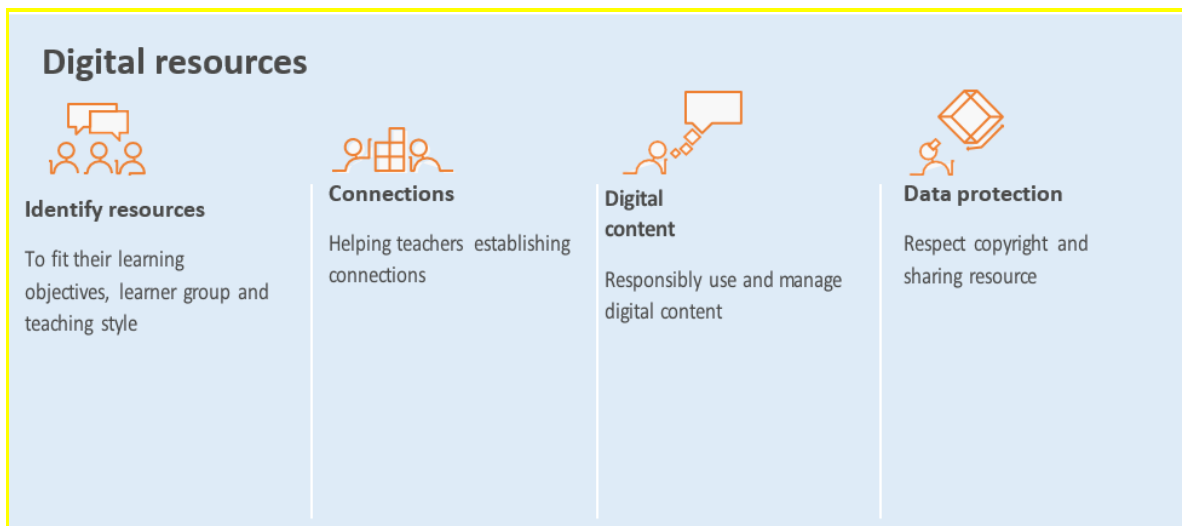 Digital resources
Identify resources
To fit their learning
objectives, learner group and
teaching style
Connections
Helping teachers establishing
connections
Digital
content
Responsibly use and manage
digital content
Data protection
Respect copyright and
sharing resource